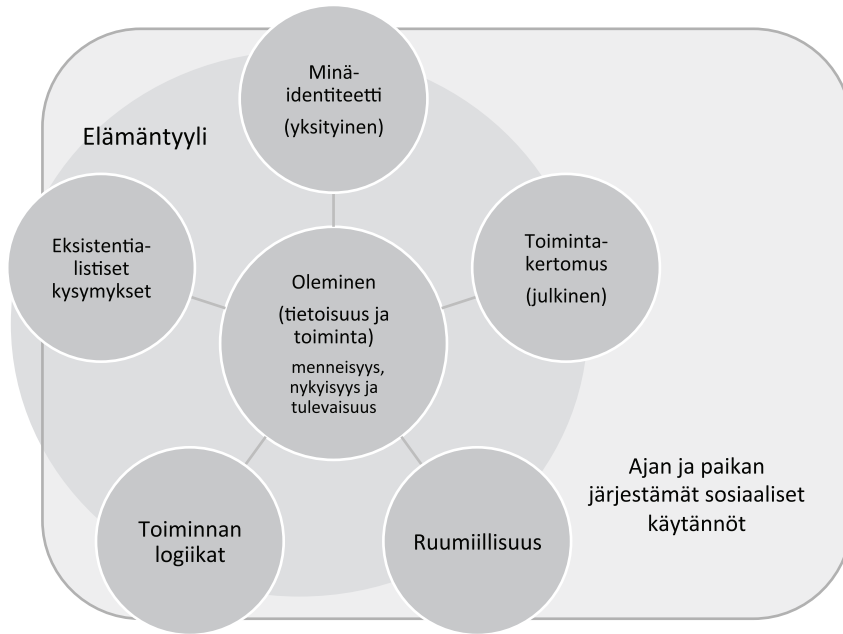 Minä-
identiteetti
(yksityinen)
Elämäntyyli
Eksistentia-
listiset
kysymykset
Toiminta-
kertomus
(julkinen)
Oleminen
(tietoisuus ja
toiminta)
menneisyys,
nykyisyys ja
tulevaisuus
Ajan ja paikan
järjestämät sosiaaliset
käytännöt
Toiminnan
logiikat
Ruumiillisuus